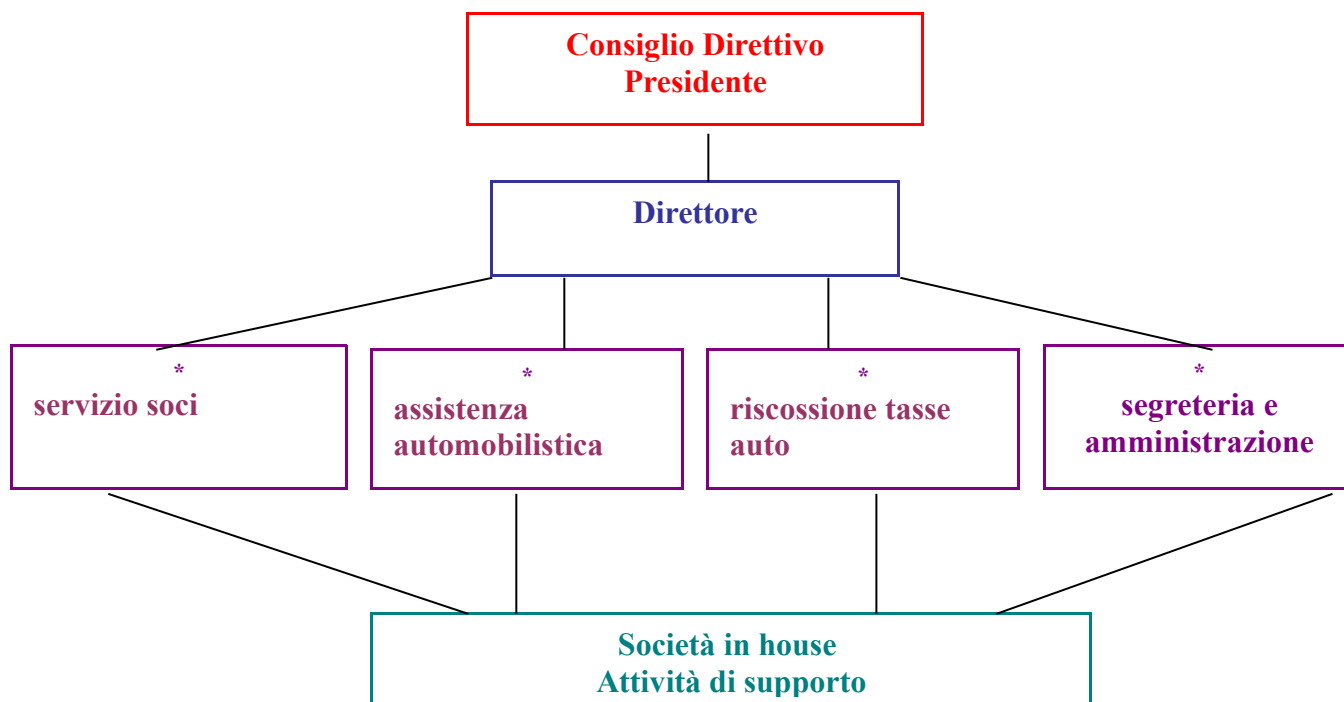 Consiglio Direttivo
Presidente
Direttore
*
servizio soci
*
assistenza
automobilistica
*
riscossione tasse
auto
*
segreteria e
amministrazione
Società in house
Attività di supporto